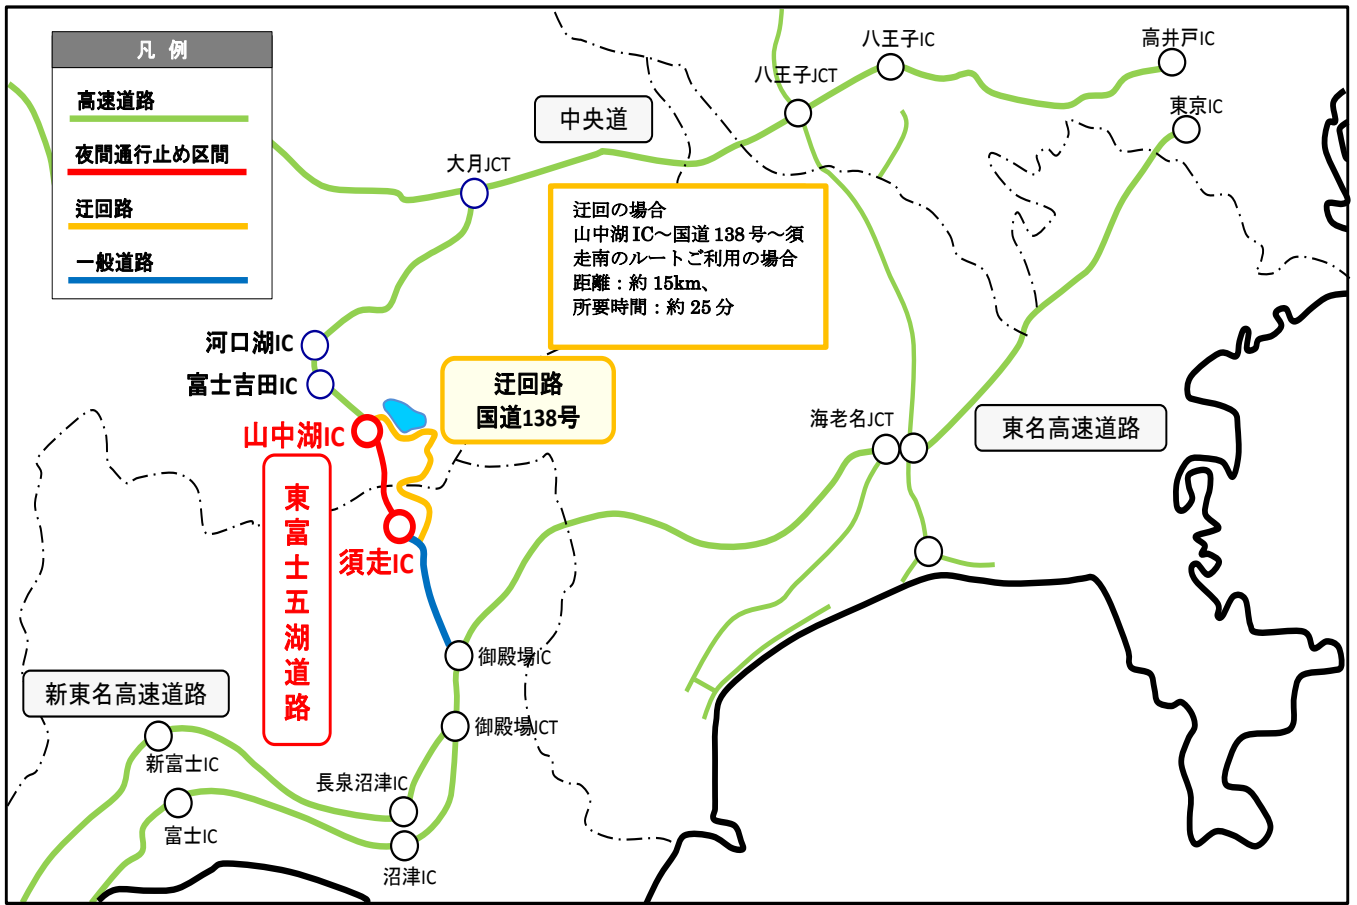 凡例
高速道路
夜間通行止め区間
迂回路
一般道路
中央道
八王子JCT
八王子IC
高井戸IC
東京IC
大月JCT
迂回の場合
山中湖IC～国道138号～須
走南のルートご利用の場合
距離：約15km、
所要時間：約25分
河口湖IC
富士吉田IC
迂回路
国道138号
山中湖IC
東富士五湖道路
須走IC
海老名JCT
東名高速道路
御殿場IC
新東名高速道路
御殿場JCT
新富士IC
長泉沼津IC
富士IC
沼津IC